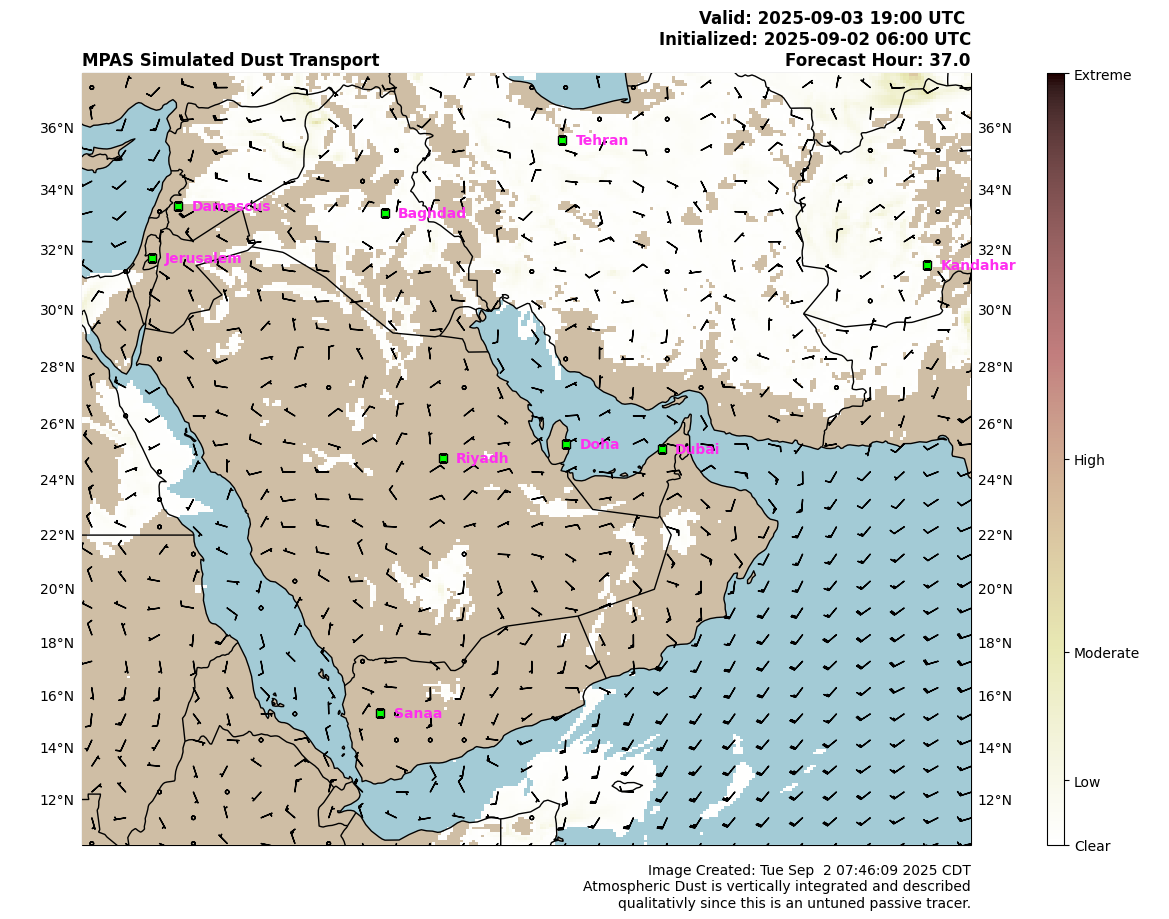 Valid: 2025-09-03 19:00 UTC
Initialized: 2025-09-02 06:00 UTC
MPAS Simulated Dust Transport
Forecast Hour: 37.0
Extreme
36°N
Tehran
36°N
34°N
Damascus
Baghdad
34°N
32°N
Jerusalem
32°N
Kandahar
30°N
30°N
28°N
28°N
26°N
Doha
Dubai
26°N
Riyadh
High
24°N
24°N
22°N
22°N
20°N
20°N
18°N
18°N
Moderate
16°N
16°N
Sanaa
14°N
14°N
Low
12°N
12°N
Clear
Image Created: Tue Sep  2 07:46:09 2025 CDT
Atmospheric Dust is vertically integrated and described
qualitativly since this is an untuned passive tracer.